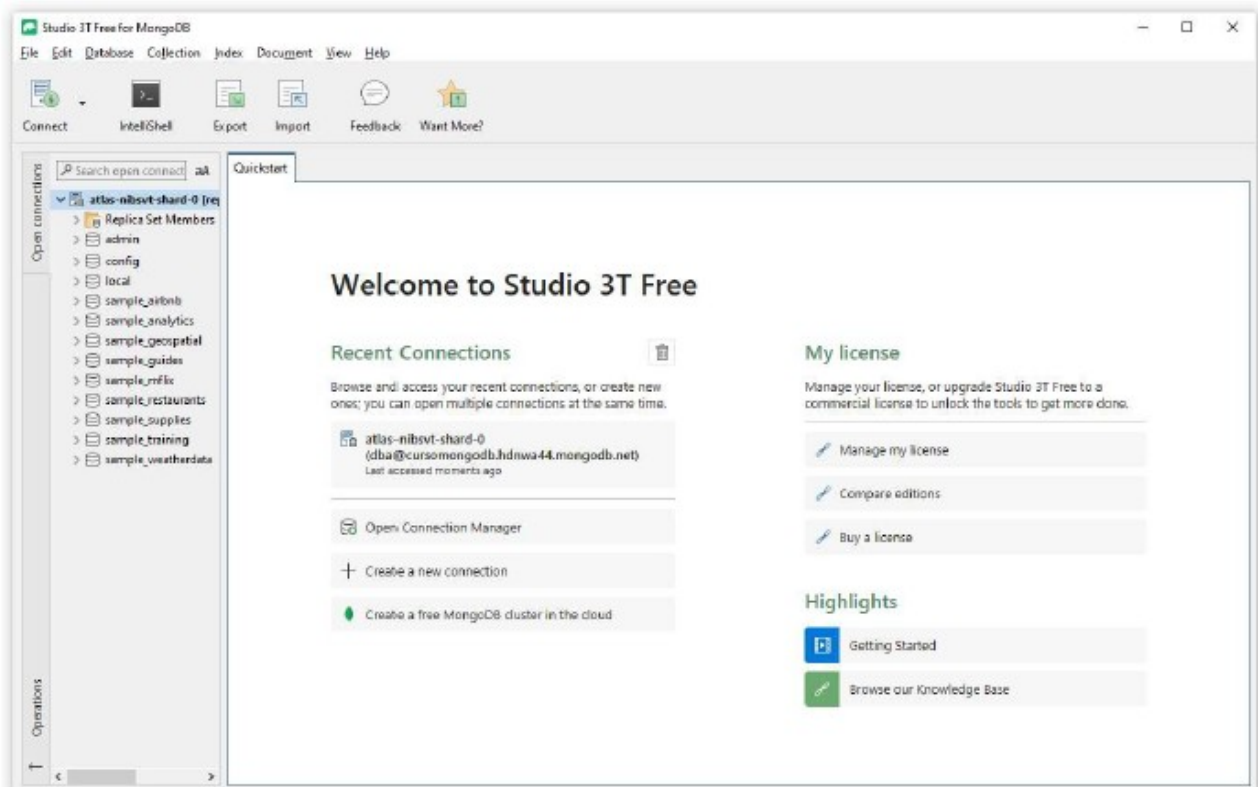 Studio 3T Free for MongoDB
File Edit Database Collection Index Document View Help
Connect IntelliShell Export Import Feedback Want More?
Open connections
Search open connect aA
Quickstart
atlas-nibsvt-shard-0 [rep
Replica Set Members
admin
config
local
sample_airbnb
sample_analytics
sample_geospatial
sample_guides
sample_mflix
sample_restaurants
sample_supplies
sample_training
sample_weatherdata
Operations
Welcome to Studio 3T Free
Recent Connections
Browse and access your recent connections, or create new
ones; you can open multiple connections at the same time.
atlas-nibsvt-shard-0
(dba@cursomongodb.hdnwa44.mongodb.net)
Last accessed moments ago
Open Connection Manager
Create a new connection
Create a free MongoDB cluster in the cloud
My license
Manage your license, or upgrade Studio 3T Free to a
commercial license to unlock the tools to get more done.
Manage my license
Compare editions
Buy a license
Highlights
Getting Started
Browse our Knowledge Base